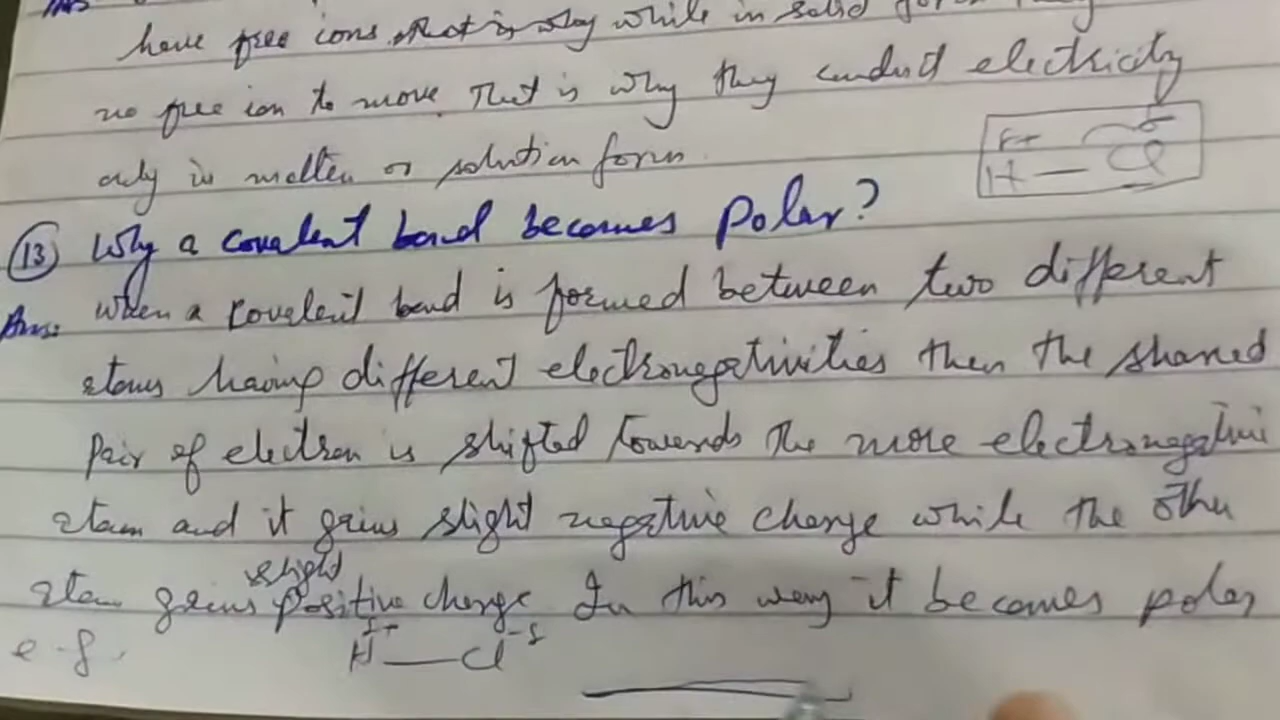 have free ions that is why while in solid form they
no free ion to move. That is why they conduct electricity
only in molten or solution form.
δ+ δ-
H — Cl
(13) Why a covalent bond becomes polar?
Ans: when a covalent bond is formed between two different
atoms having different electronegativities then the shared
Pair of electron is shifted towards the more electronegative
atom and it gains slight negative charge while the other
atom gains slight positive charge In this way it becomes polar
e.g. H^δ+ — Cl^-δ